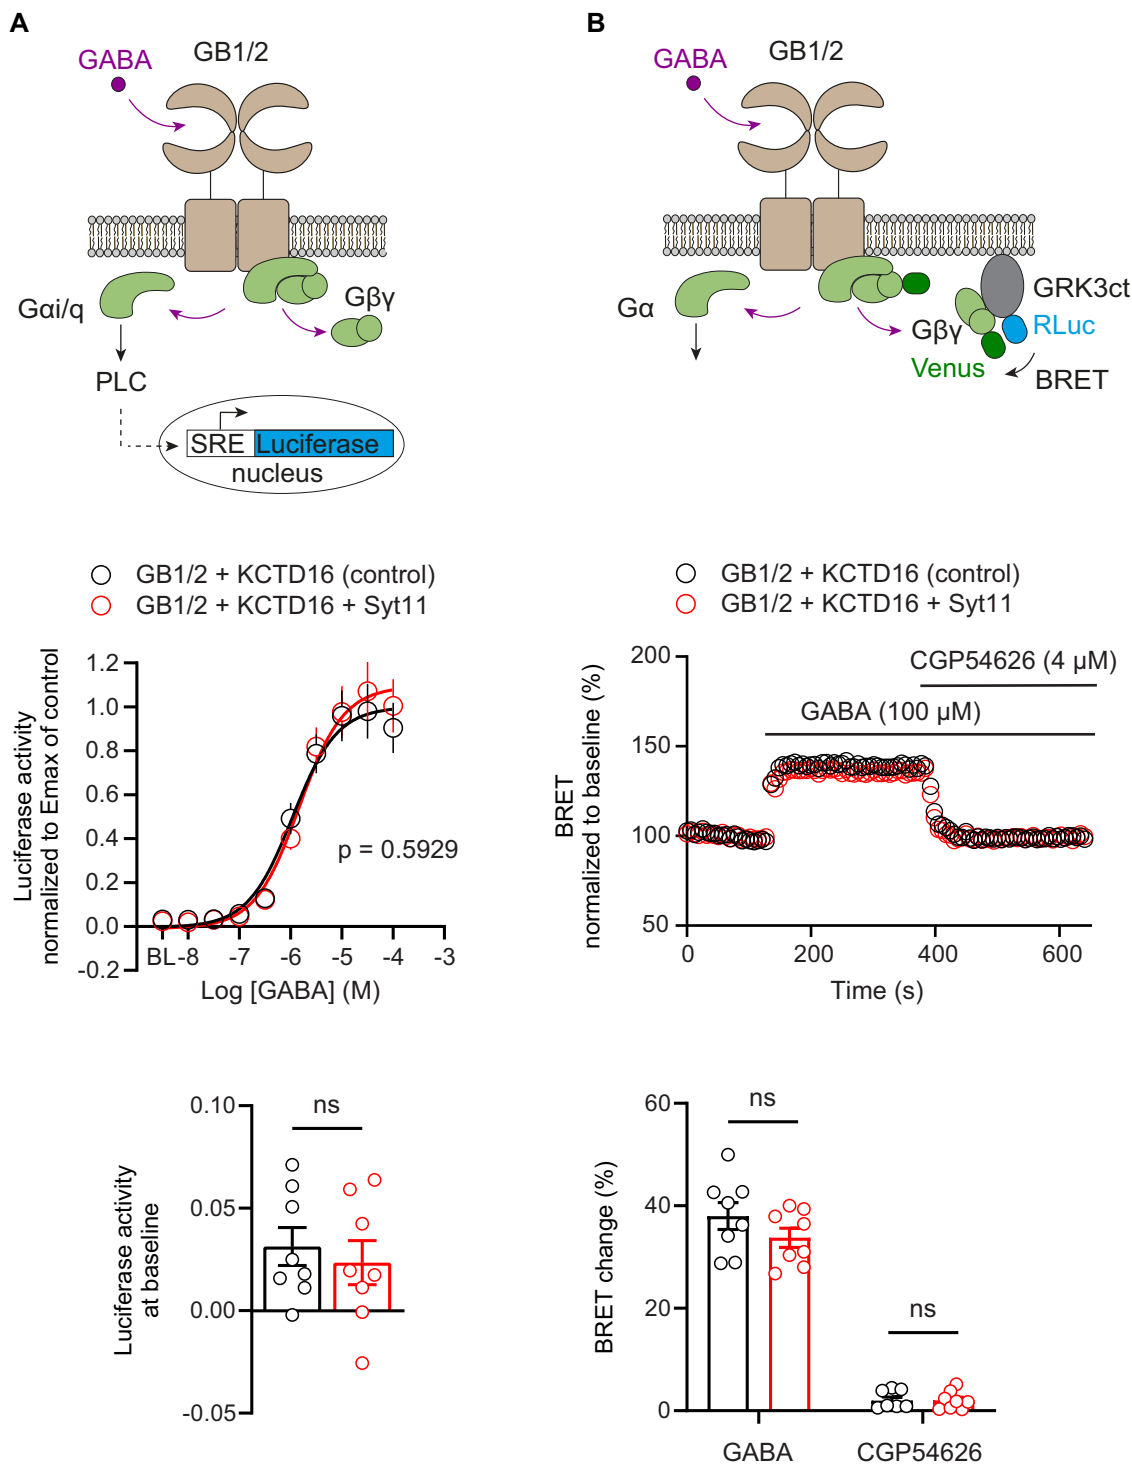 A
GABA
GB1/2
Gαi/q
Gβγ
PLC
SRE
Luciferase
nucleus
GB1/2 + KCTD16 (control)
GB1/2 + KCTD16 + Syt11
Luciferase activity
normalized to Emax of control
1.2
1.0
0.8
0.6
0.4
0.2
0.0
-0.2
p = 0.5929
BL
-8
-7
-6
-5
-4
-3
Log [GABA] (M)
Luciferase activity
at baseline
0.10
0.05
0.00
-0.05
ns
B
GABA
GB1/2
Gα
Gβγ
Venus
GRK3ct
RLuc
BRET
GB1/2 + KCTD16 (control)
GB1/2 + KCTD16 + Syt11
BRET
normalized to baseline (%)
200
150
100
50
CGP54626 (4 µM)
GABA (100 µM)
0
200
400
600
Time (s)
BRET change (%)
60
40
20
0
ns
ns
GABA
CGP54626